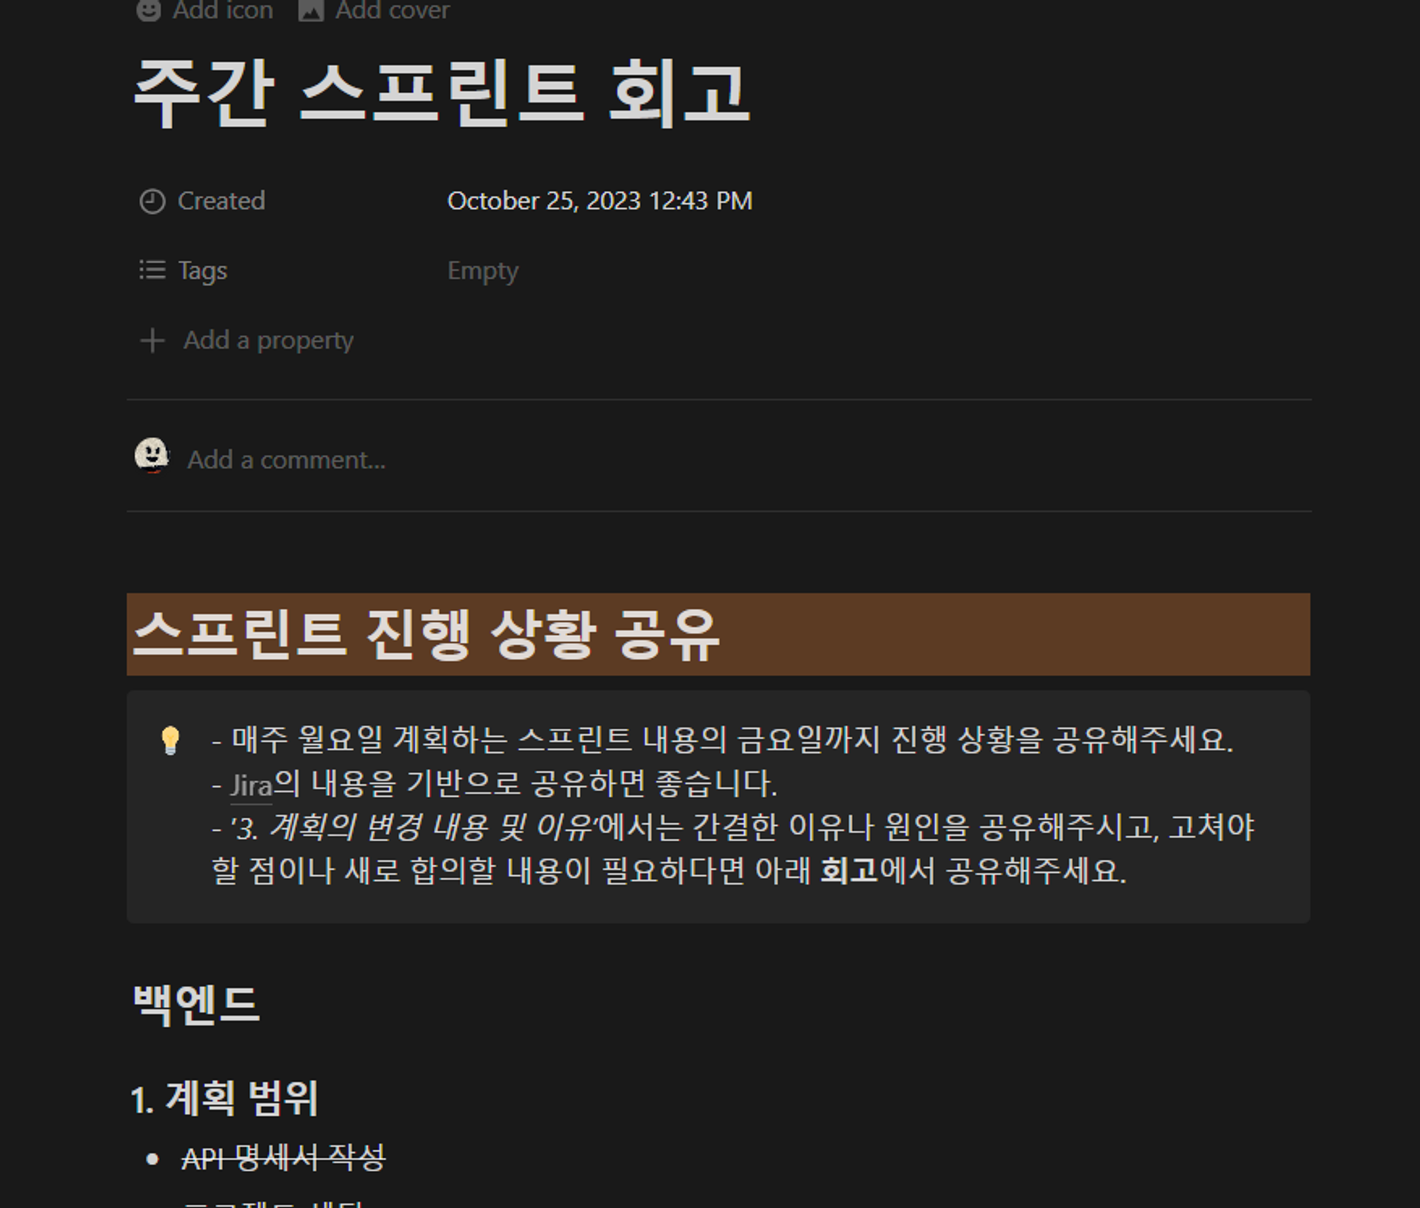 Add icon Add cover
주간 스프린트 회고
Created October 25, 2023 12:43 PM
Tags Empty
Add a property
Add a comment...
스프린트 진행 상황 공유
- 매주 월요일 계획하는 스프린트 내용의 금요일까지 진행 상황을 공유해주세요.
- Jira의 내용을 기반으로 공유하면 좋습니다.
- '3. 계획의 변경 내용 및 이유'에서는 간결한 이유나 원인을 공유해주시고, 고쳐야
할 점이나 새로 합의할 내용이 필요하다면 아래 회고에서 공유해주세요.
백엔드
1. 계획 범위
• API 명세서 작성